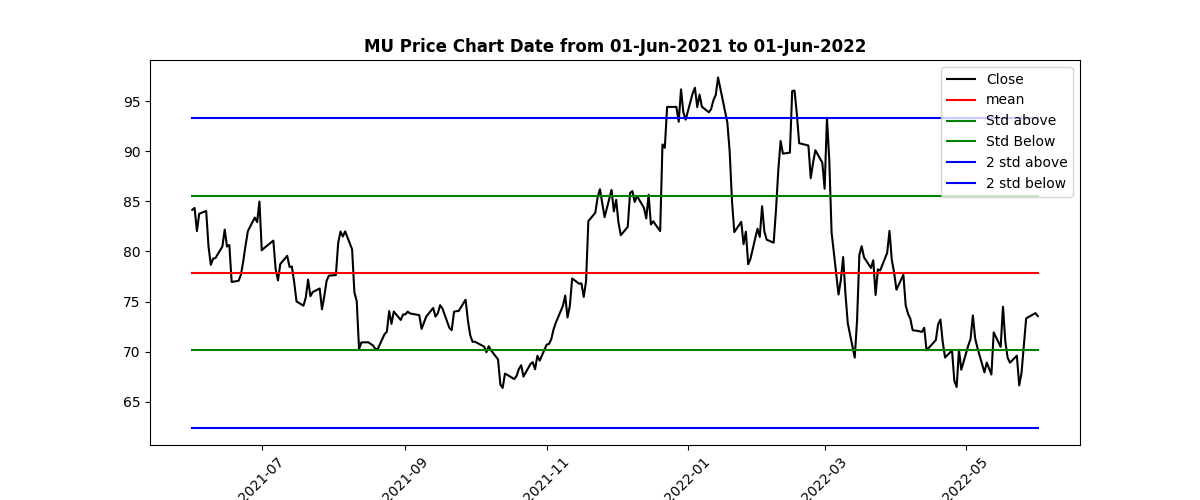 MU Price Chart Date from 01-Jun-2021 to 01-Jun-2022
Close
mean
Std above
Std Below
2 std above
2 std below
95
90
85
80
75
70
65
2021-07
2021-09
2021-11
2022-01
2022-03
2022-05